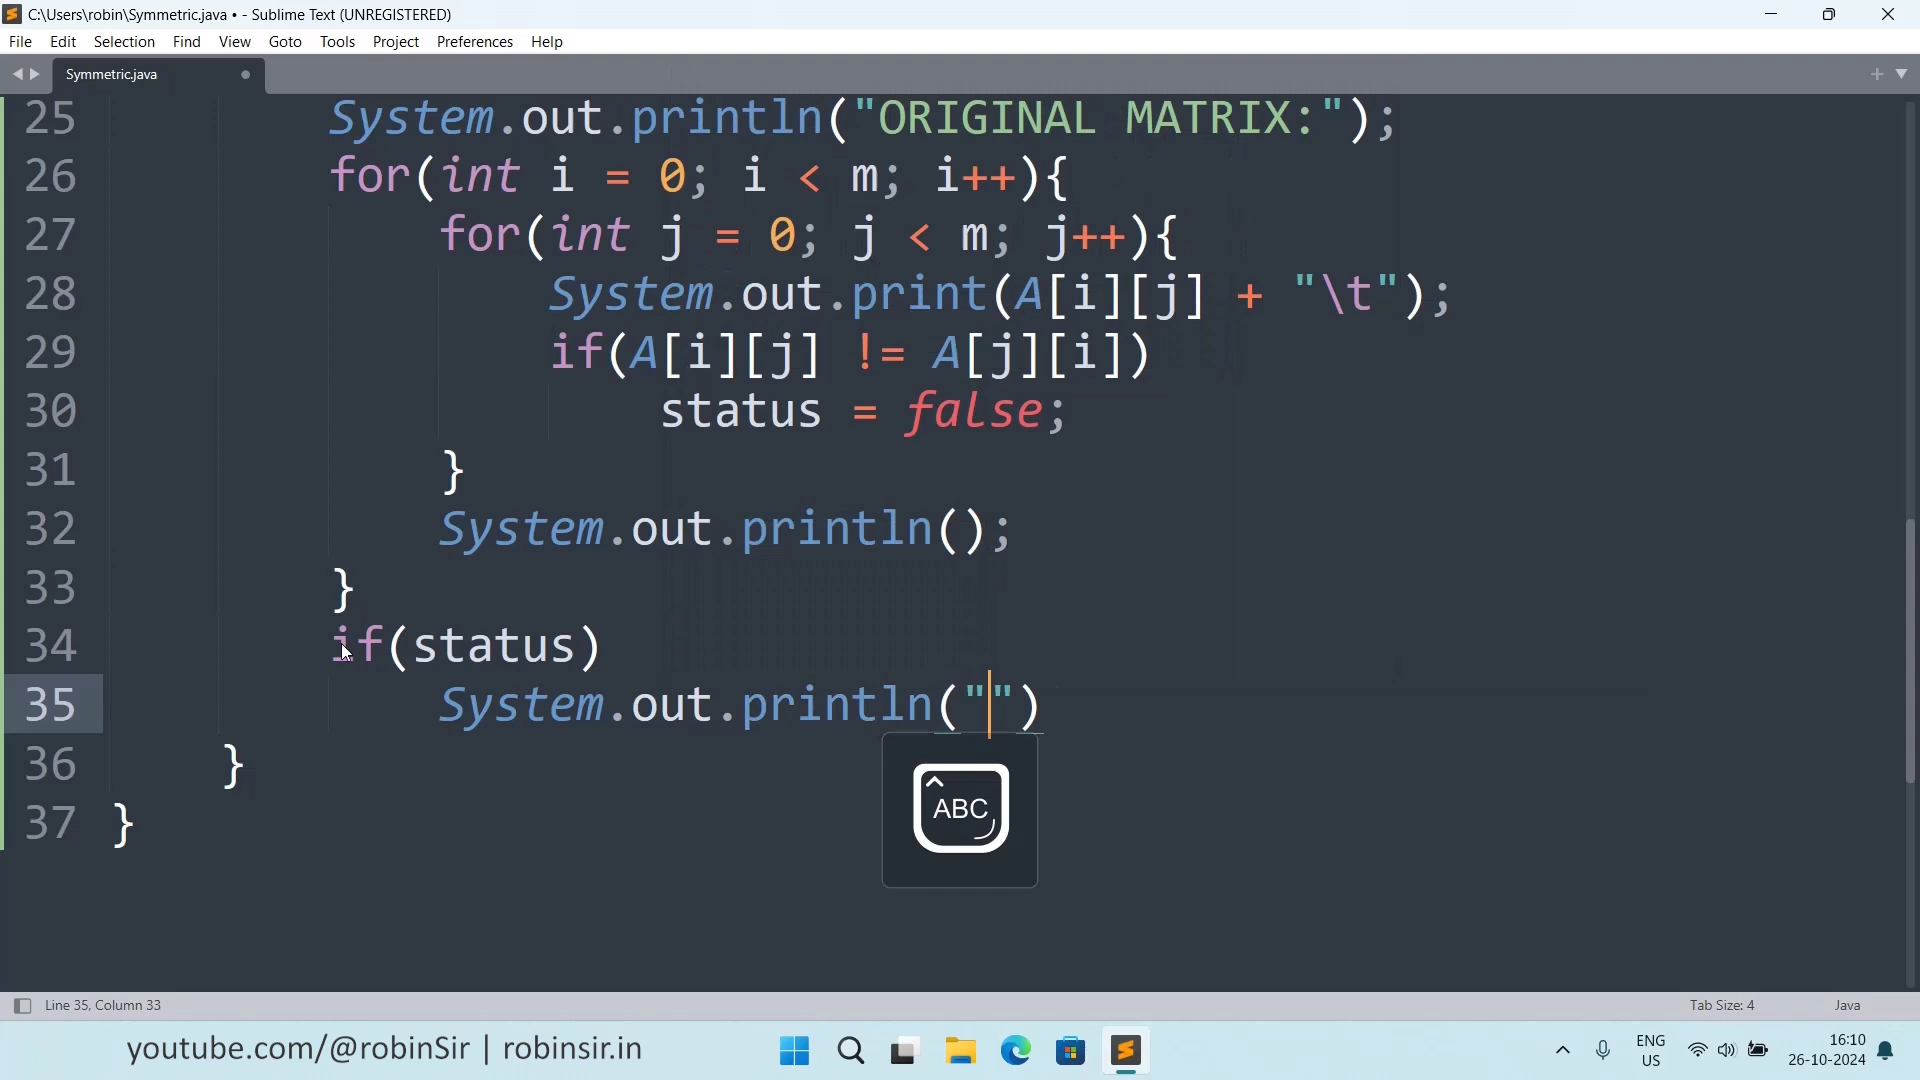 C:\Users\robin\Symmetric.java • - Sublime Text (UNREGISTERED)
File Edit Selection Find View Goto Tools Project Preferences Help
Symmetric.java
25 System.out.println("ORIGINAL MATRIX:");
26 for(int i = 0; i < m; i++){
27 for(int j = 0; j < m; j++){
28 System.out.print(A[i][j] + "\t");
29 if(A[i][j] != A[j][i])
30 status = false;
31 }
32 System.out.println();
33 }
34 if(status)
35 System.out.println("")
36 }
37 }
ABC
Line 35, Column 33 Tab Size: 4 Java
youtube.com/@robinSir | robinsir.in
ENG
US
16:10
26-10-2024